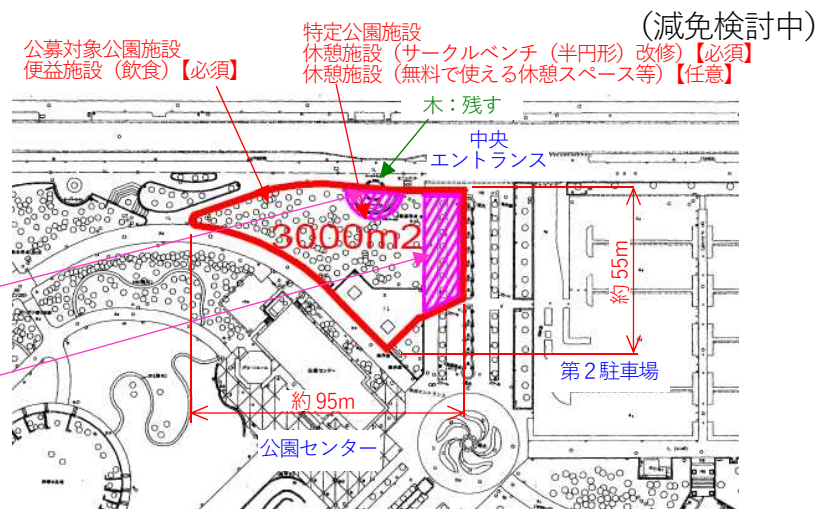 (減免検討中)
公募対象公園施設
便益施設（飲食）【必須】
特定公園施設
休憩施設（サークルベンチ（半円形）改修）【必須】
休憩施設（無料で使える休憩スペース等）【任意】
木：残す
中央
エントランス
3000m2
約55m
第２駐車場
約95m
公園センター